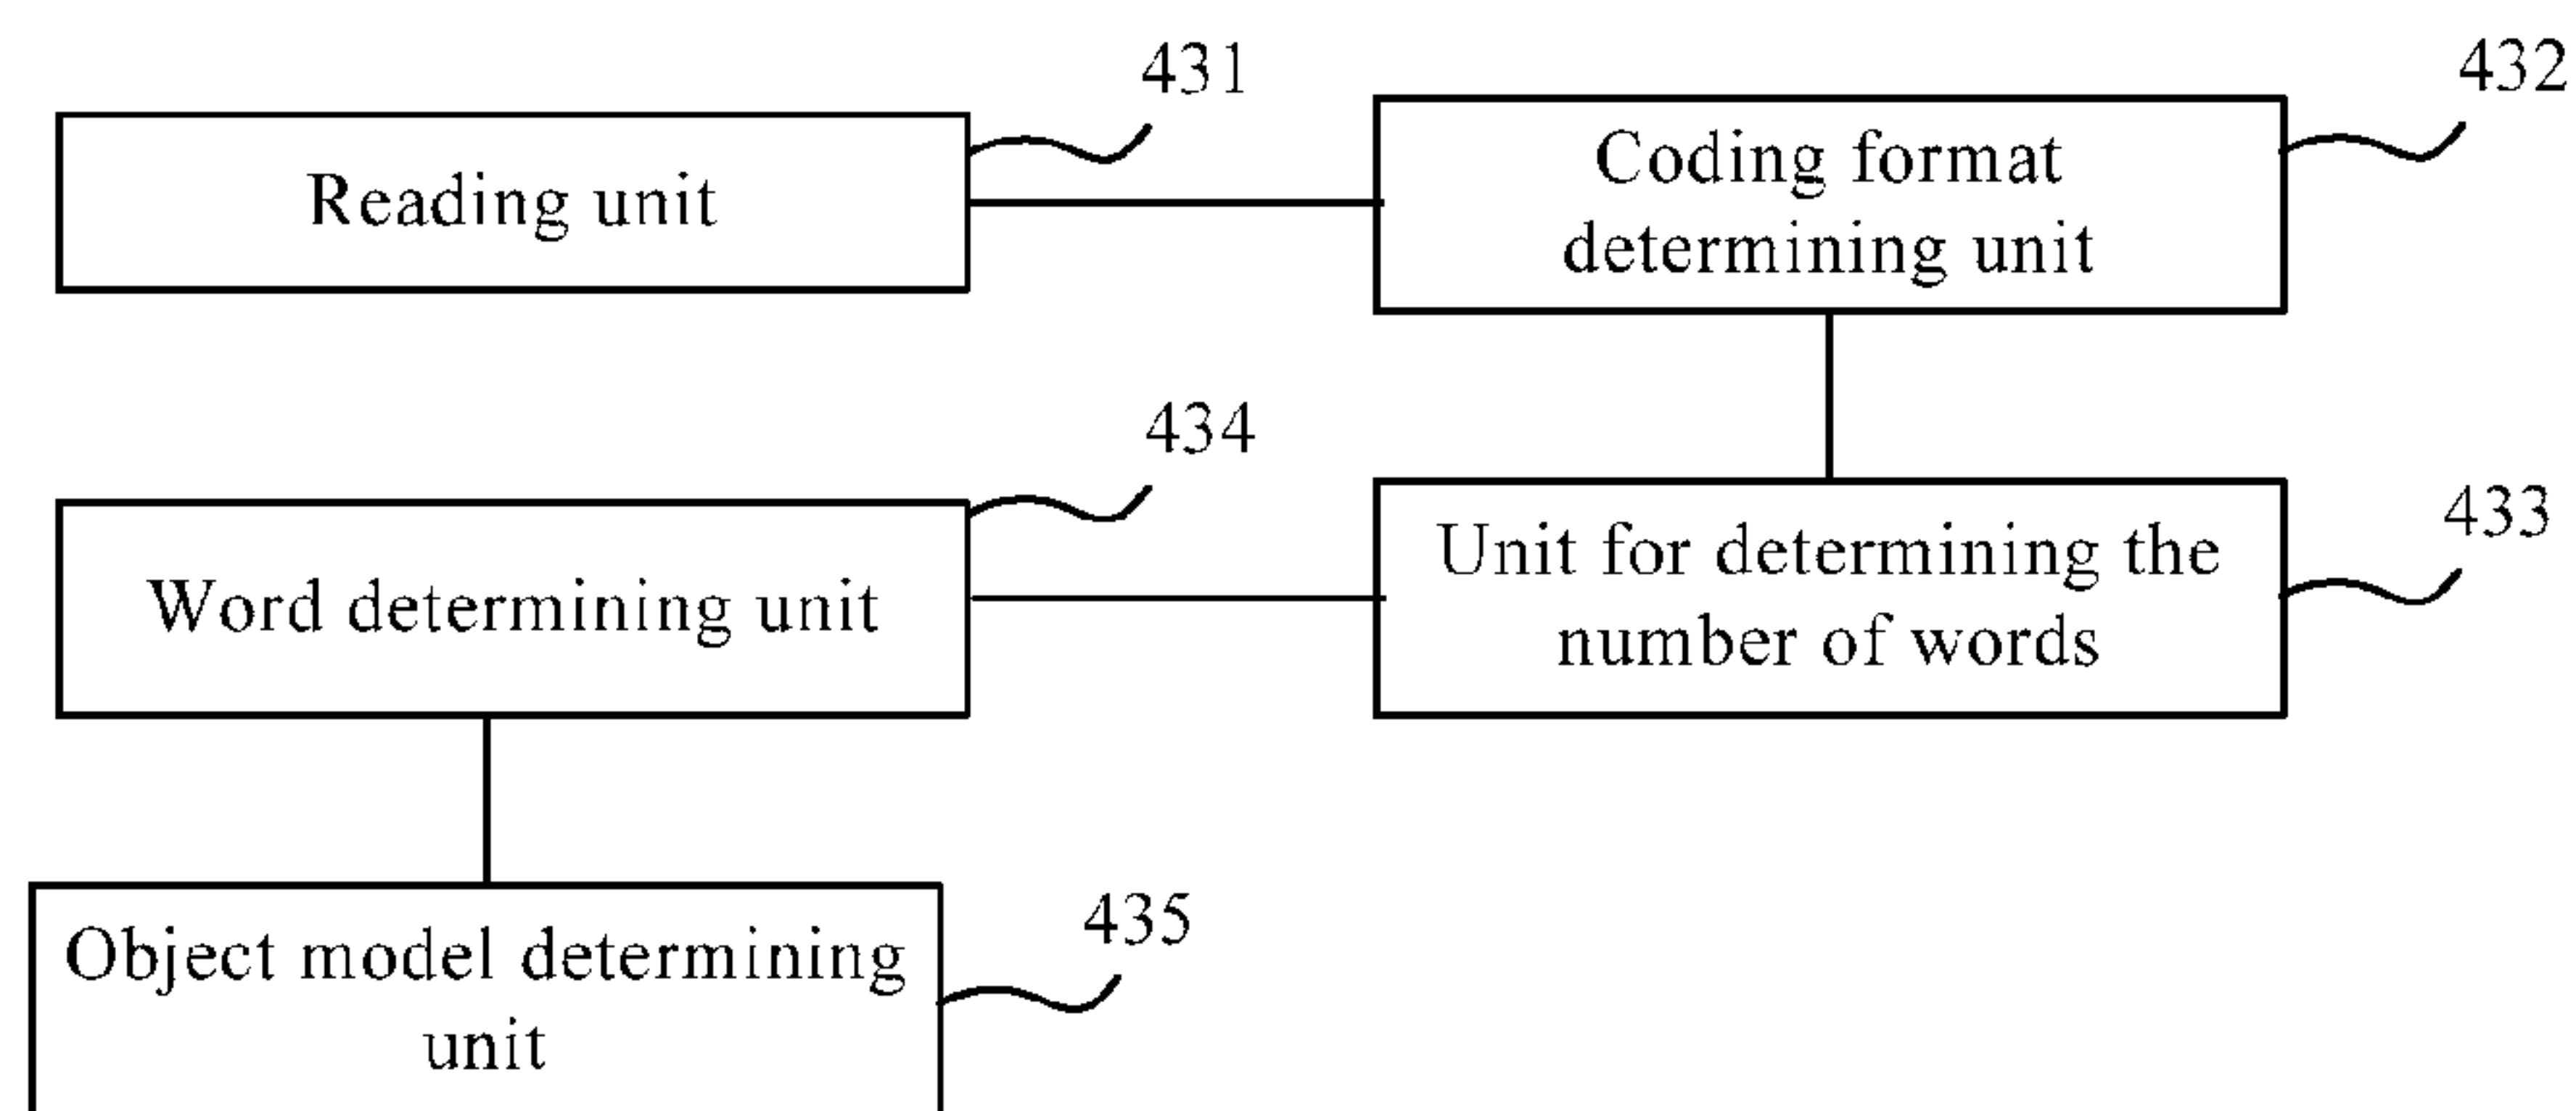 431
Reading unit
432
Coding format
determining unit
434
Word determining unit
433
Unit for determining the
number of words
435
Object model determining
unit